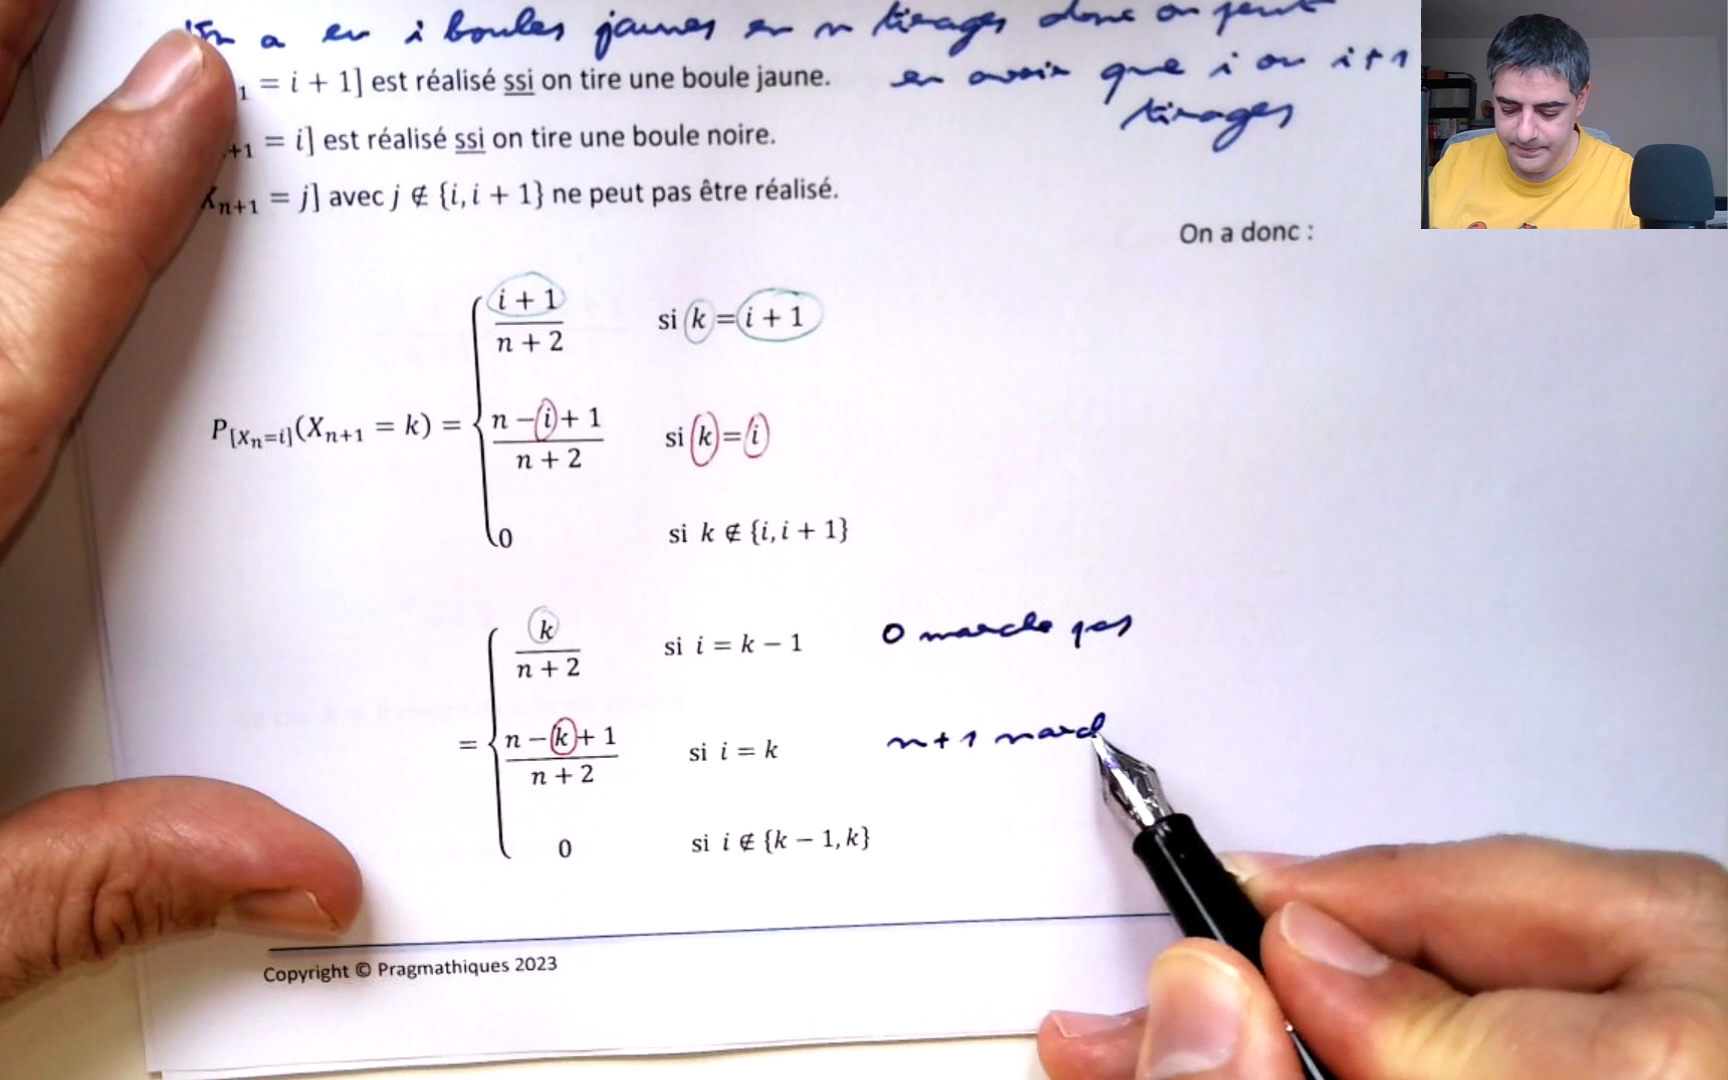 a eu i boules jaunes en n tirages donc on peut
en avoir que i ou i+1
tirages
1 = i + 1] est réalisé ssi on tire une boule jaune.
+1 = i] est réalisé ssi on tire une boule noire.
Xn+1 = j] avec j ∉ {i, i + 1} ne peut pas être réalisé.
On a donc :
i + 1 / n + 2 si k = i + 1
P[Xn=i](Xn+1 = k) = { n − i + 1 / n + 2 si k = i
0 si k ∉ {i, i + 1}
k / n + 2 si i = k − 1 0 marche pas
= { n − k + 1 / n + 2 si i = k n+1 march
0 si i ∉ {k − 1, k}
Copyright © Pragmathiques 2023